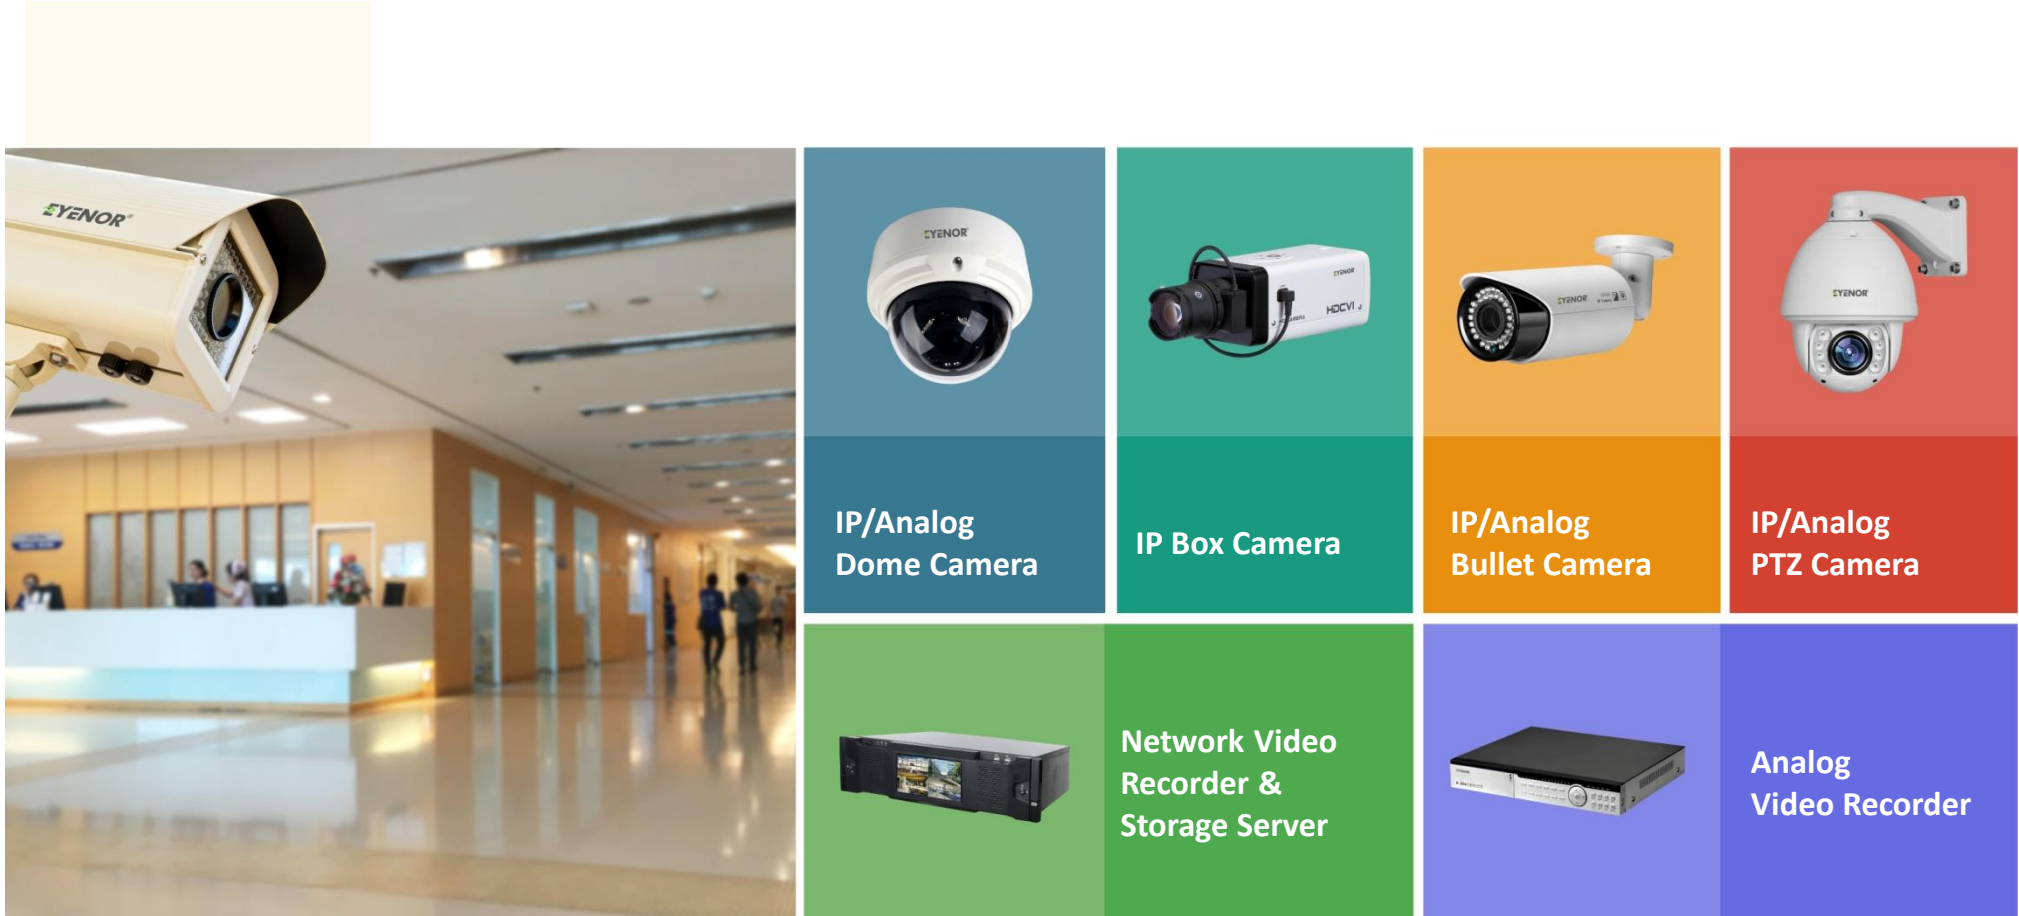 EYENOR
EYENOR
EYENOR
HDCVI
EYENOR
EYENOR
IP/Analog
Dome Camera
IP Box Camera
IP/Analog
Bullet Camera
IP/Analog
PTZ Camera
Network Video
Recorder &
Storage Server
Analog
Video Recorder